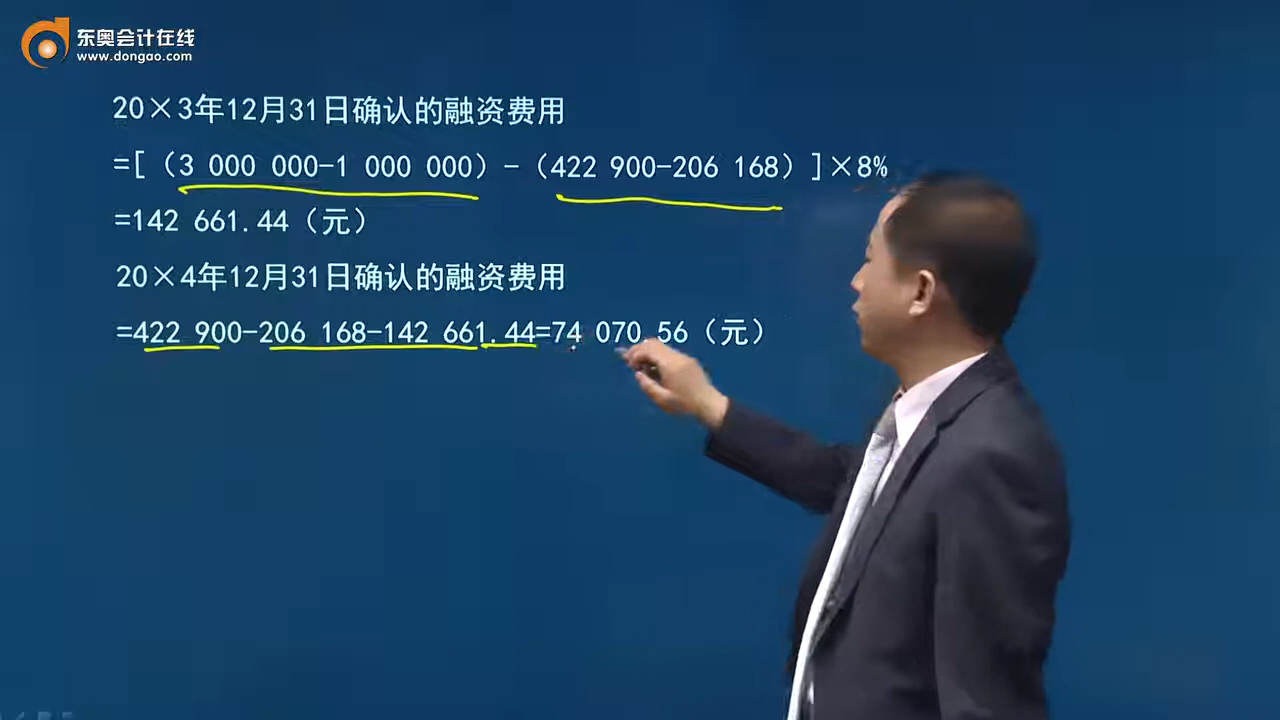 东奥会计在线
www.dongao.com
20×3年12月31日确认的融资费用
=[（3 000 000-1 000 000）-（422 900-206 168）]×8%
=142 661.44（元）
20×4年12月31日确认的融资费用
=422 900-206 168-142 661.44=74 070.56（元）